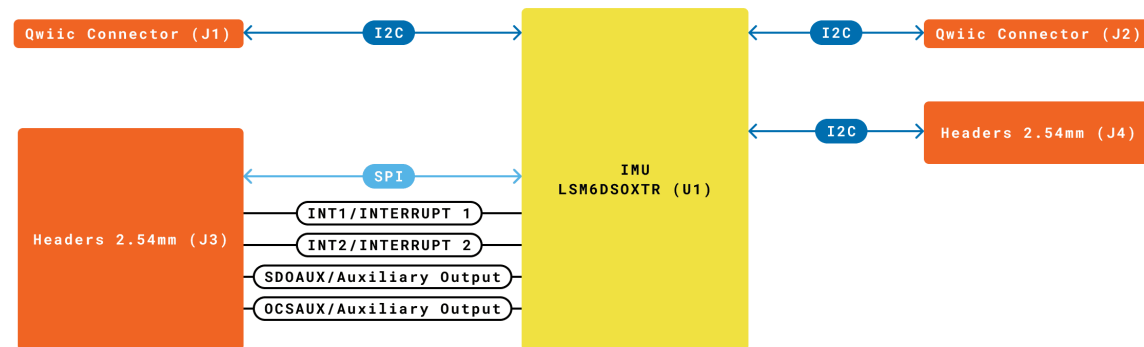 Qwiic Connector (J1)
I2C
I2C
Qwiic Connector (J2)
I2C
Headers 2.54mm (J4)
IMU
LSM6DSOXTR (U1)
SPI
INT1/INTERRUPT 1
Headers 2.54mm (J3)
INT2/INTERRUPT 2
SDOAUX/Auxiliary Output
OCSAUX/Auxiliary Output